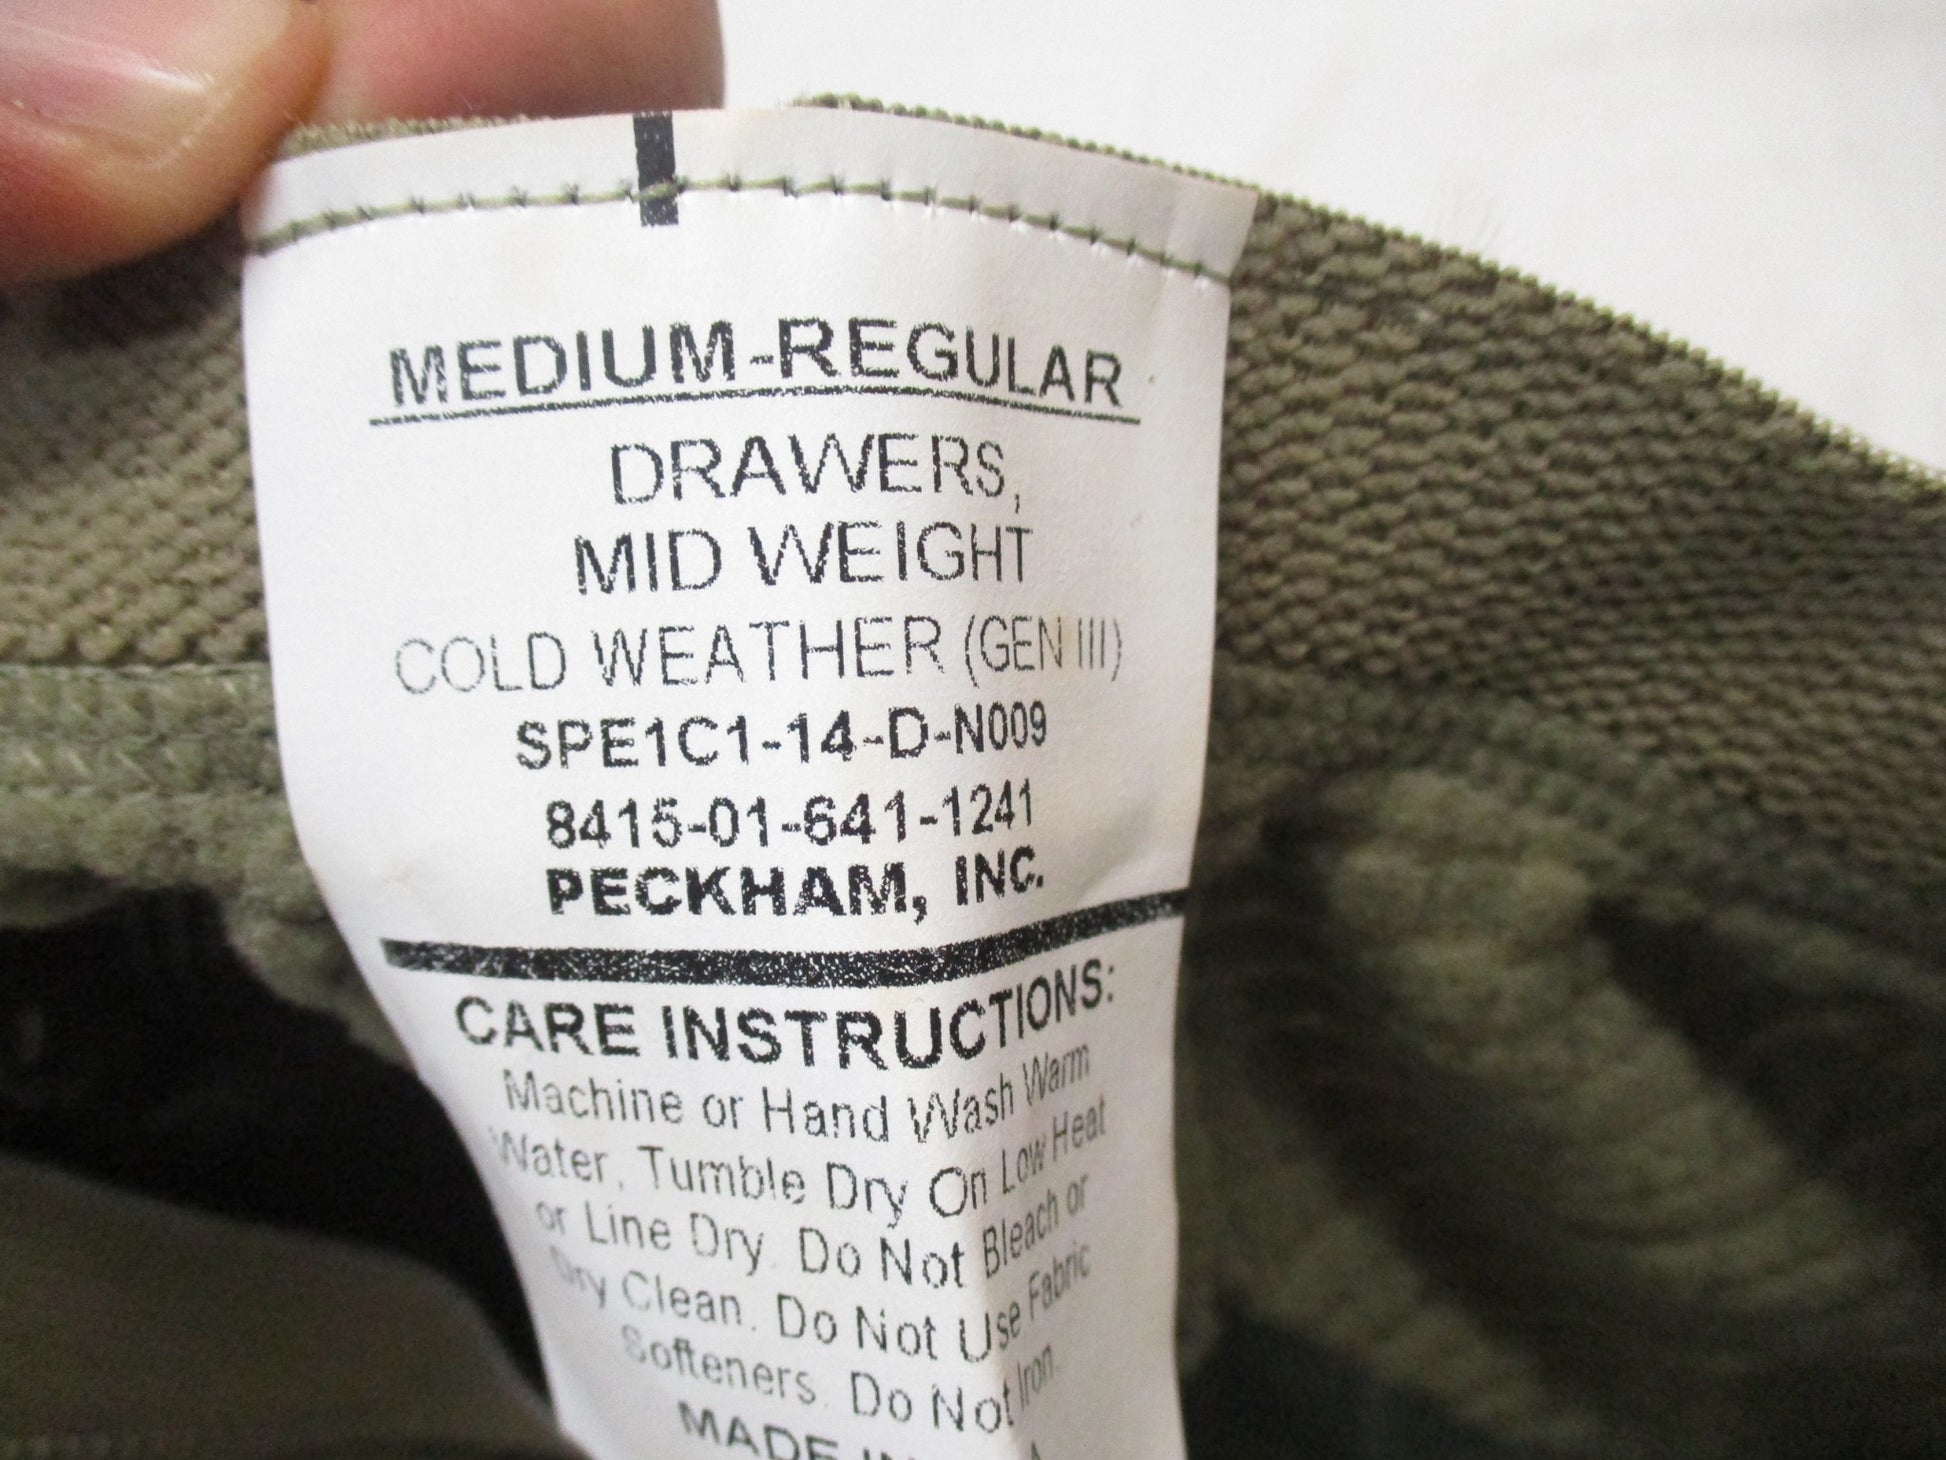 MEDIUM-REGULAR
DRAWERS,
MID WEIGHT
COLD WEATHER (GEN III)
SPE1C1-14-D-N009
8415-01-641-1241
PECKHAM, INC.
CARE INSTRUCTIONS:
Machine or Hand Wash Warm
Water, Tumble Dry On Low Heat
or Line Dry. Do Not Bleach or
Dry Clean. Do Not Use Fabric
Softeners. Do Not Iron.
MADE IN